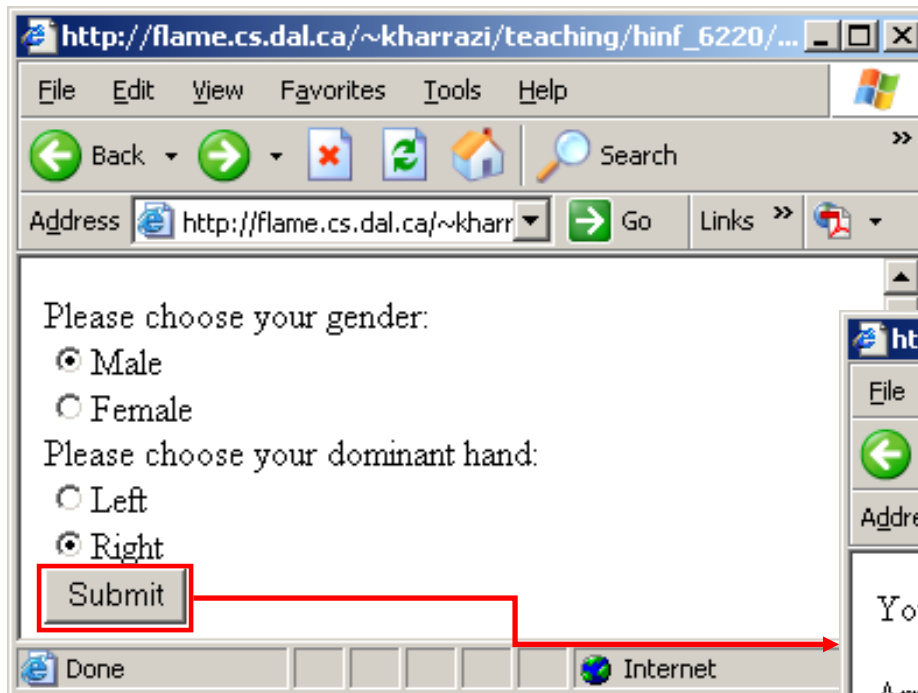 http://flame.cs.dal.ca/~kharrazi/teaching/hinf_6220/...
File Edit View Favorites Tools Help
Back Search »
Address http://flame.cs.dal.ca/~kharr Go Links »
Please choose your gender:
Male
Female
Please choose your dominant hand:
Left
Right
Submit
Done Internet
ht
File
Addre
Yo